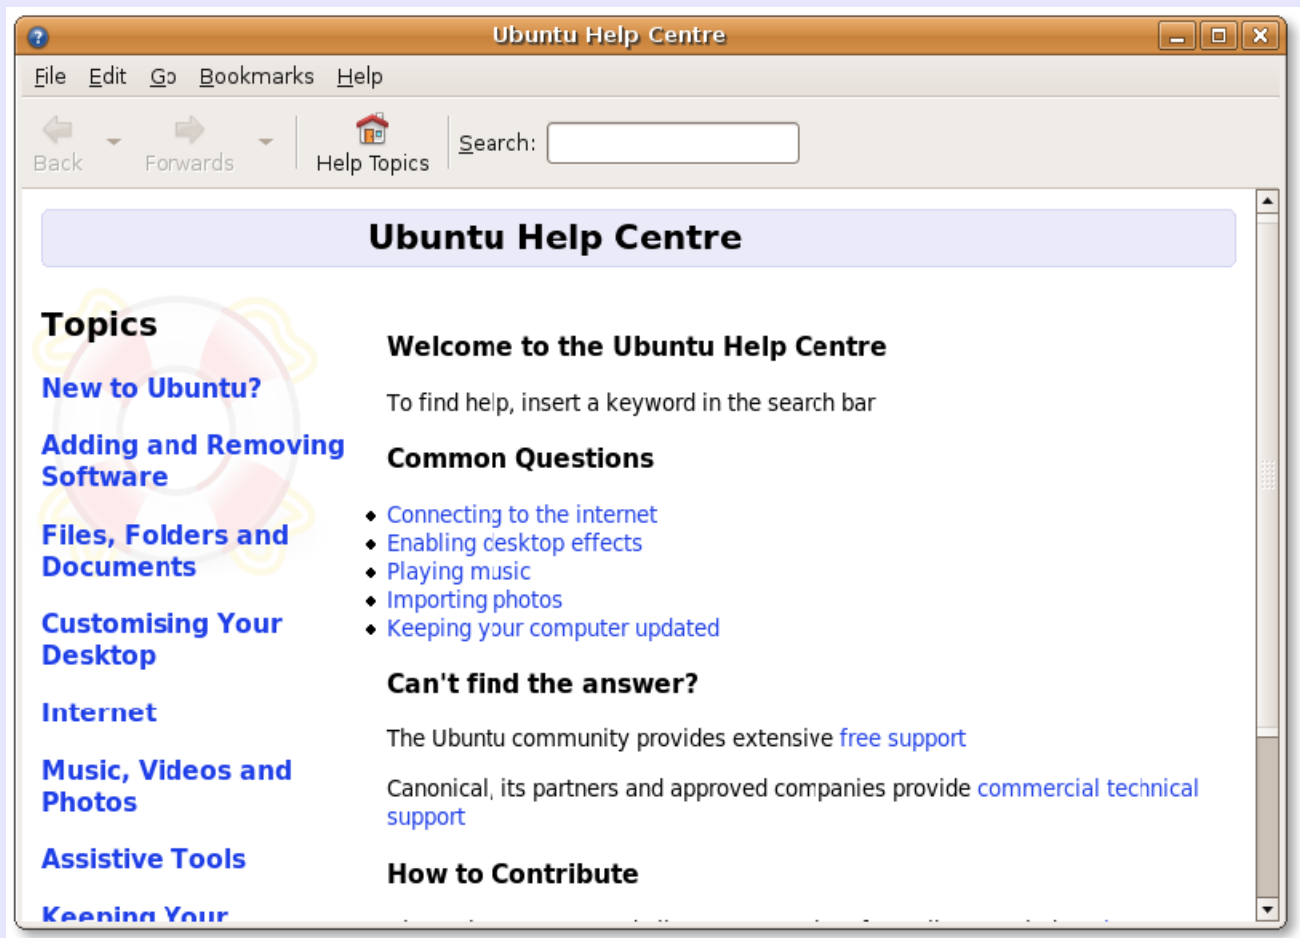 Ubuntu Help Centre
File Edit Go Bookmarks Help
Back Forwards Help Topics Search:
Ubuntu Help Centre
Topics
New to Ubuntu?
Adding and Removing
Software
Files, Folders and
Documents
Customising Your
Desktop
Internet
Music, Videos and
Photos
Assistive Tools
Keeping Your
Welcome to the Ubuntu Help Centre
To find help, insert a keyword in the search bar
Common Questions
Connecting to the internet
Enabling desktop effects
Playing music
Importing photos
Keeping your computer updated
Can't find the answer?
The Ubuntu community provides extensive free support
Canonical, its partners and approved companies provide commercial technical
support
How to Contribute